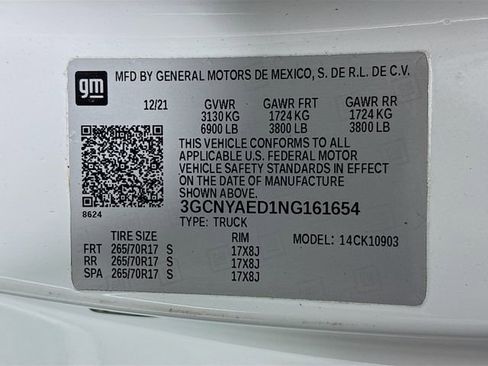 gm
MFD BY GENERAL MOTORS DE MEXICO, S. DE R.L. DE C.V.
12/21 GVWR GAWR FRT GAWR RR
3130 KG 1724 KG 1724 KG
6900 LB 3800 LB 3800 LB
THIS VEHICLE CONFORMS TO ALL
APPLICABLE U.S. FEDERAL MOTOR
VEHICLE SAFETY STANDARDS IN EFFECT
ON THE DATE OF MANUFACTURE
SHOWN ABOVE.
8624
3GCNYAED1NG161654
TYPE: TRUCK
TIRE SIZE RIM MODEL: 14CK10903
FRT 265/70R17 S 17X8J
RR 265/70R17 S 17X8J
SPA 265/70R17 S 17X8J